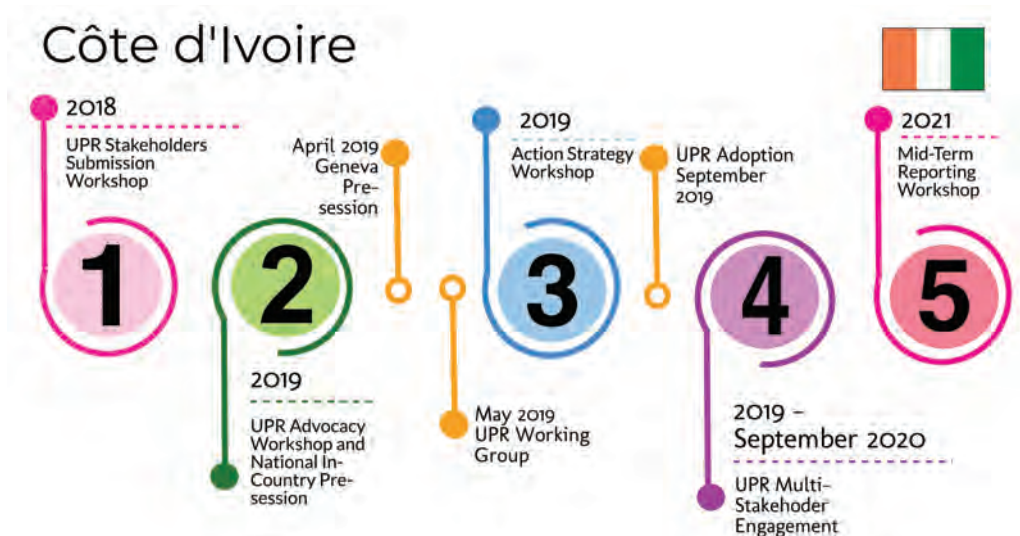 Côte d'Ivoire
2018
UPR Stakeholders
Submission
Workshop
1
2
2019
UPR Advocacy
Workshop and
National In-
Country Pre-
session
April 2019
Geneva
Pre-
session
May 2019
UPR Working
Group
2019
Action Strategy
Workshop
3
UPR Adoption
September
2019
4
2019 –
September 2020
UPR Multi-
Stakehoder
Engagement
2021
Mid-Term
Reporting
Workshop
5